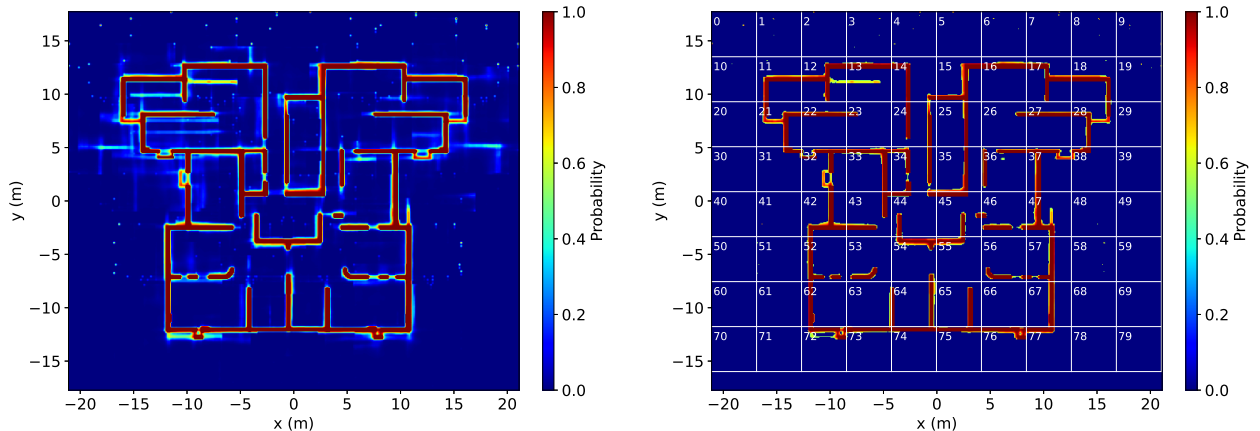 15
10
5
0
−5
−10
−15
−20 −15 −10 −5 0 5 10 15 20
x (m)
y (m)
1.0
0.8
0.6
0.4
0.2
0.0
Probability
15
10
5
0
−5
−10
−15
−20 −15 −10 −5 0 5 10 15 20
x (m)
y (m)
0 1 2 3 4 5 6 7 8 9
10 11 12 13 14 15 16 17 18 19
20 21 22 23 24 25 26 27 28 29
30 31 32 33 34 35 36 37 38 39
40 41 42 43 44 45 46 47 48 49
50 51 52 53 54 55 56 57 58 59
60 61 62 63 64 65 66 67 68 69
70 71 72 73 74 75 76 77 78 79
1.0
0.8
0.6
0.4
0.2
0.0
Probability